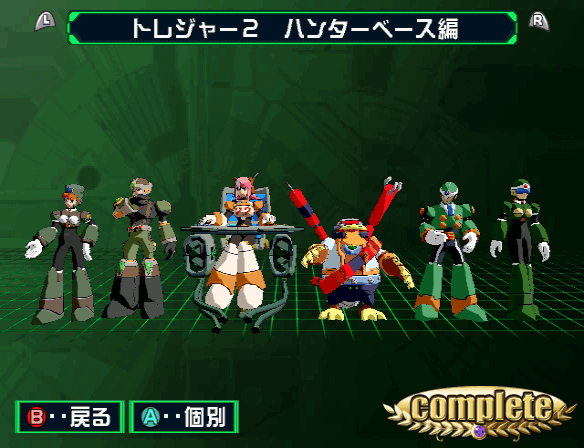 L
トレジャー2 ハンターベース編
R
B・・戻る
A・・個別
complete